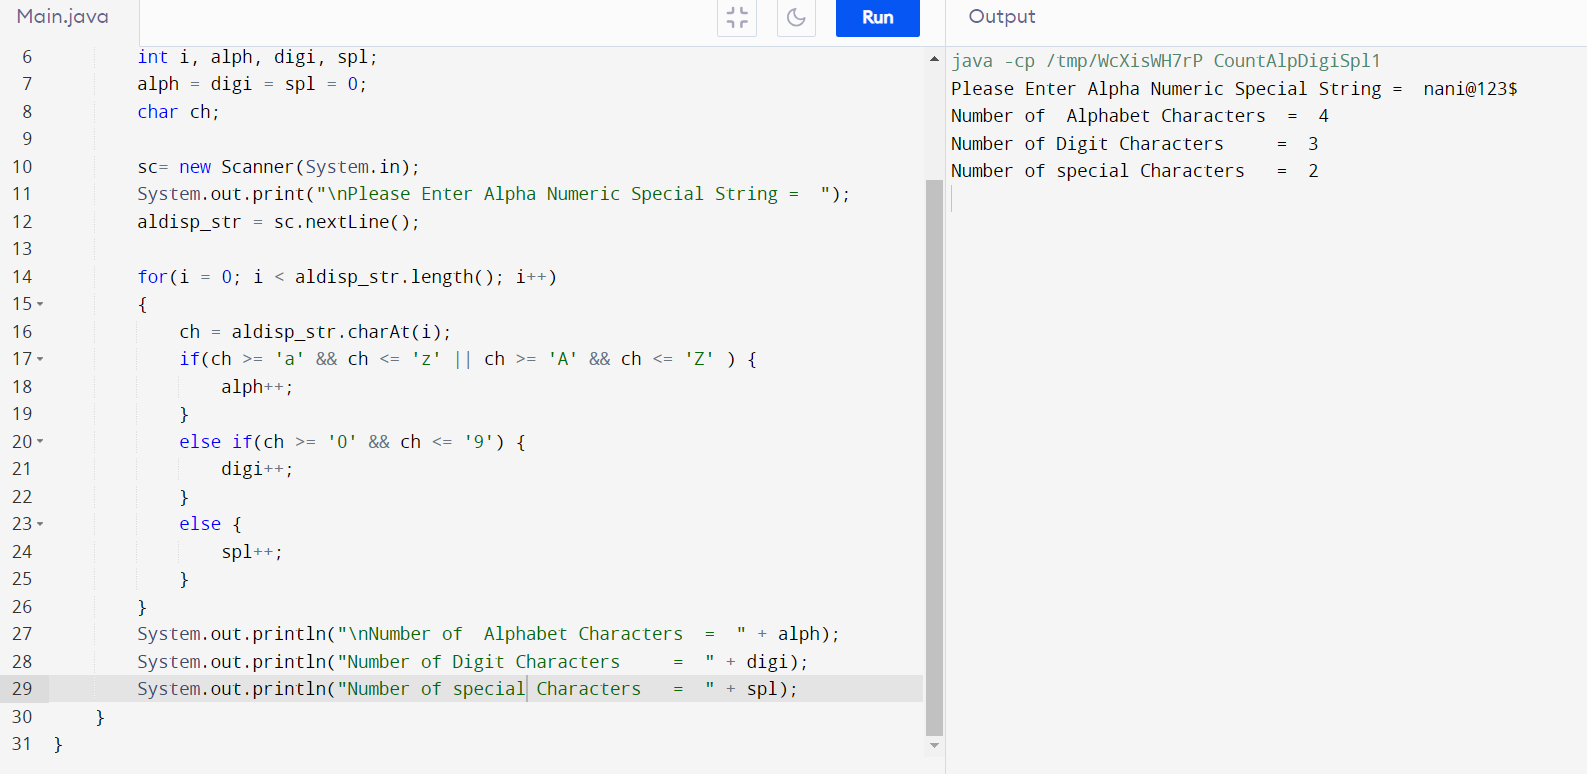 Main.java
Run
6 int i, alph, digi, spl;
7 alph = digi = spl = 0;
8 char ch;
9
10 sc= new Scanner(System.in);
11 System.out.print("\nPlease Enter Alpha Numeric Special String =  ");
12 aldisp_str = sc.nextLine();
13
14 for(i = 0; i < aldisp_str.length(); i++)
15 {
16 ch = aldisp_str.charAt(i);
17 if(ch >= 'a' && ch <= 'z' || ch >= 'A' && ch <= 'Z' ) {
18 alph++;
19 }
20 else if(ch >= '0' && ch <= '9') {
21 digi++;
22 }
23 else {
24 spl++;
25 }
26 }
27 System.out.println("\nNumber of  Alphabet Characters  =  " + alph);
28 System.out.println("Number of Digit Characters     =  " + digi);
29 System.out.println("Number of special Characters   =  " + spl);
30 }
31 }
Output
java -cp /tmp/WcXisWH7rP CountAlpDigiSpl1
Please Enter Alpha Numeric Special String =  nani@123$
Number of  Alphabet Characters  =  4
Number of Digit Characters     =  3
Number of special Characters   =  2